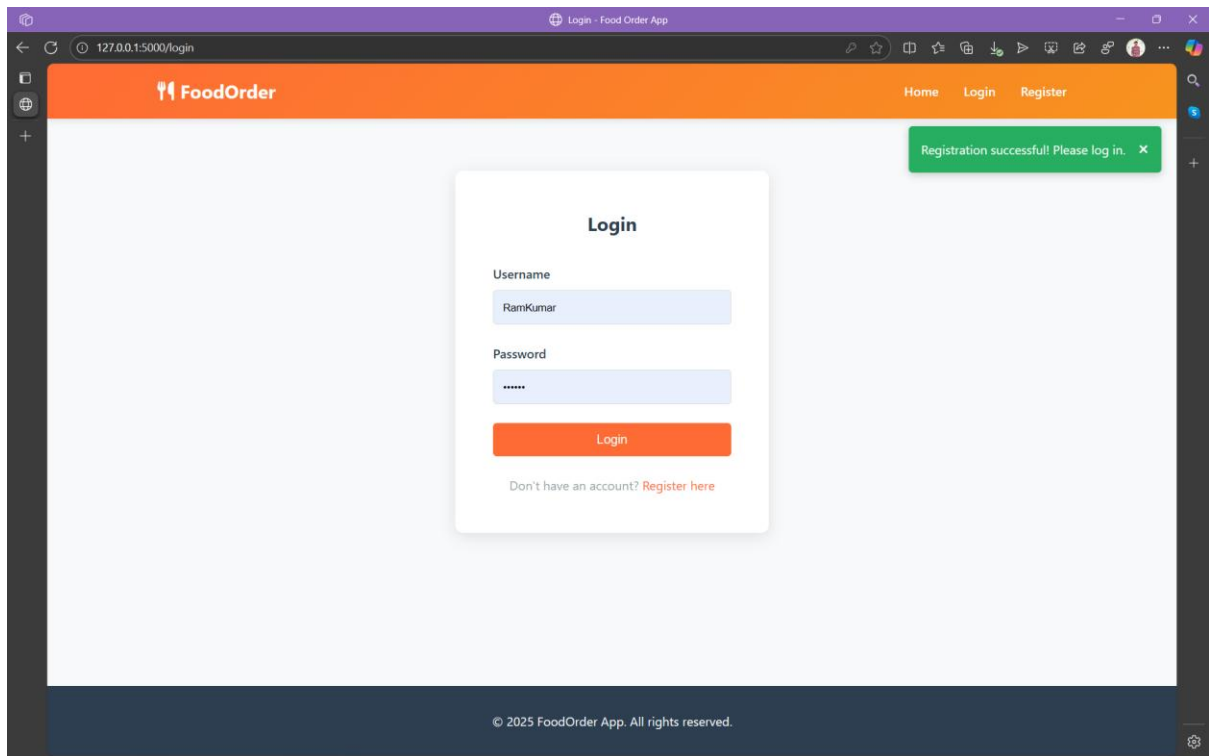 Login - Food Order App
127.0.0.1:5000/login
FoodOrder
Home Login Register
Registration successful! Please log in. ×
Login
Username
RamKumar
Password
••••••
Login
Don't have an account? Register here
© 2025 FoodOrder App. All rights reserved.